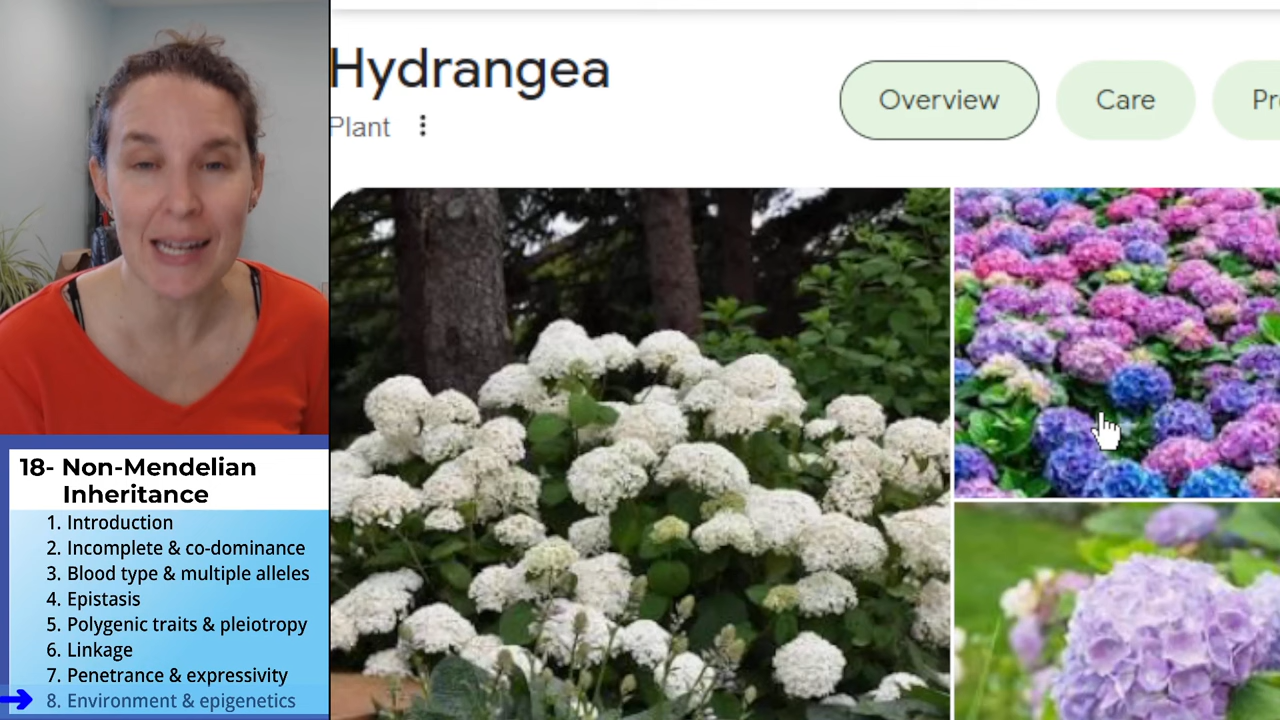 Hydrangea
Plant
Overview
Care
18- Non-Mendelian
Inheritance
1. Introduction
2. Incomplete & co-dominance
3. Blood type & multiple alleles
4. Epistasis
5. Polygenic traits & pleiotropy
6. Linkage
7. Penetrance & expressivity
8. Environment & epigenetics